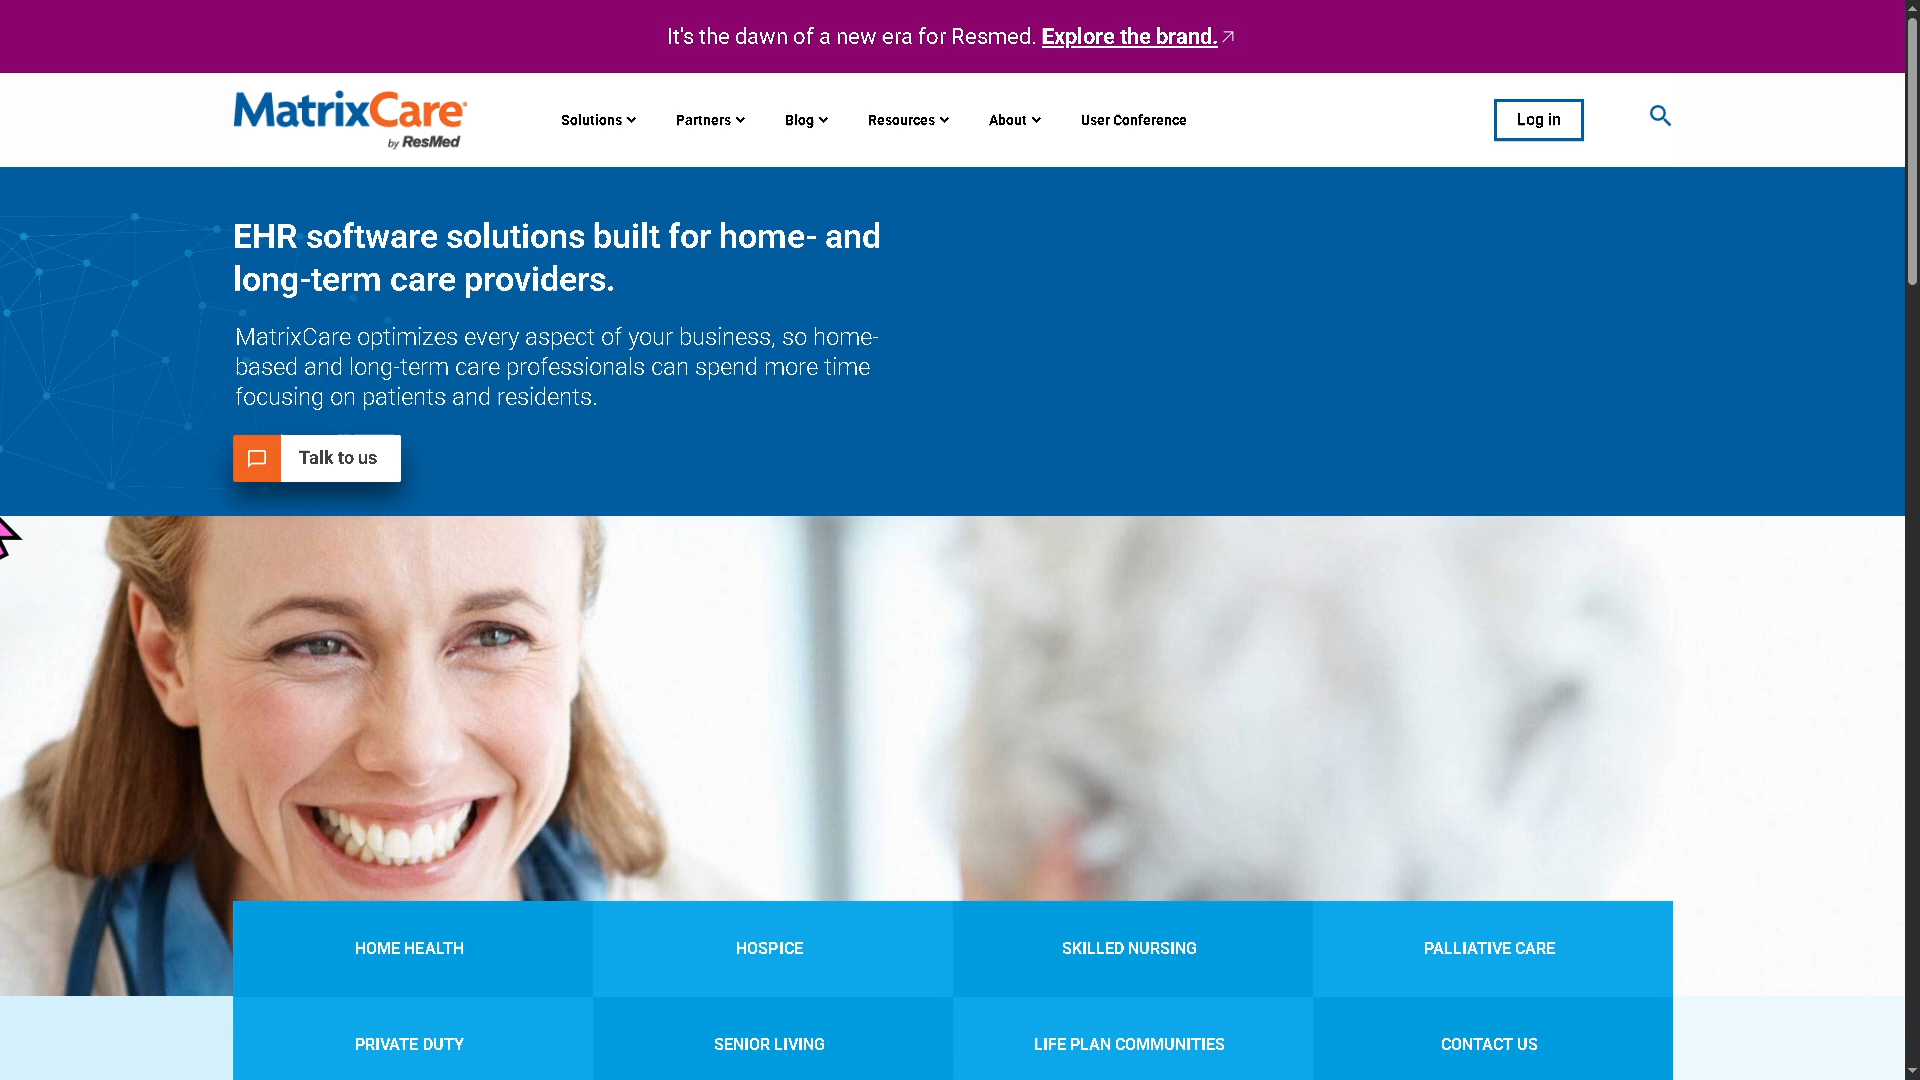 It's the dawn of a new era for Resmed. Explore the brand.
MatrixCare
by ResMed
Solutions
Partners
Blog
Resources
About
User Conference
Log in
EHR software solutions built for home- and
long-term care providers.
MatrixCare optimizes every aspect of your business, so home-
based and long-term care professionals can spend more time
focusing on patients and residents.
Talk to us
HOME HEALTH
HOSPICE
SKILLED NURSING
PALLIATIVE CARE
PRIVATE DUTY
SENIOR LIVING
LIFE PLAN COMMUNITIES
CONTACT US